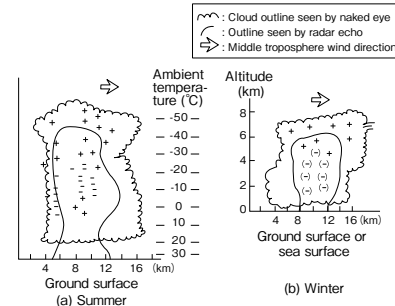 : Cloud outline seen by naked eye
: Outline seen by radar echo
: Middle troposphere wind direction
Ambient
tempera-
ture (℃)
-50
-40
-30
-20
-10
0
10
20
30
4 8 12 16 (km)
Ground surface
(a) Summer
Altitude
(km)
8
6
4
2
0
4 8 12 16 (km)
Ground surface or
sea surface
(b) Winter